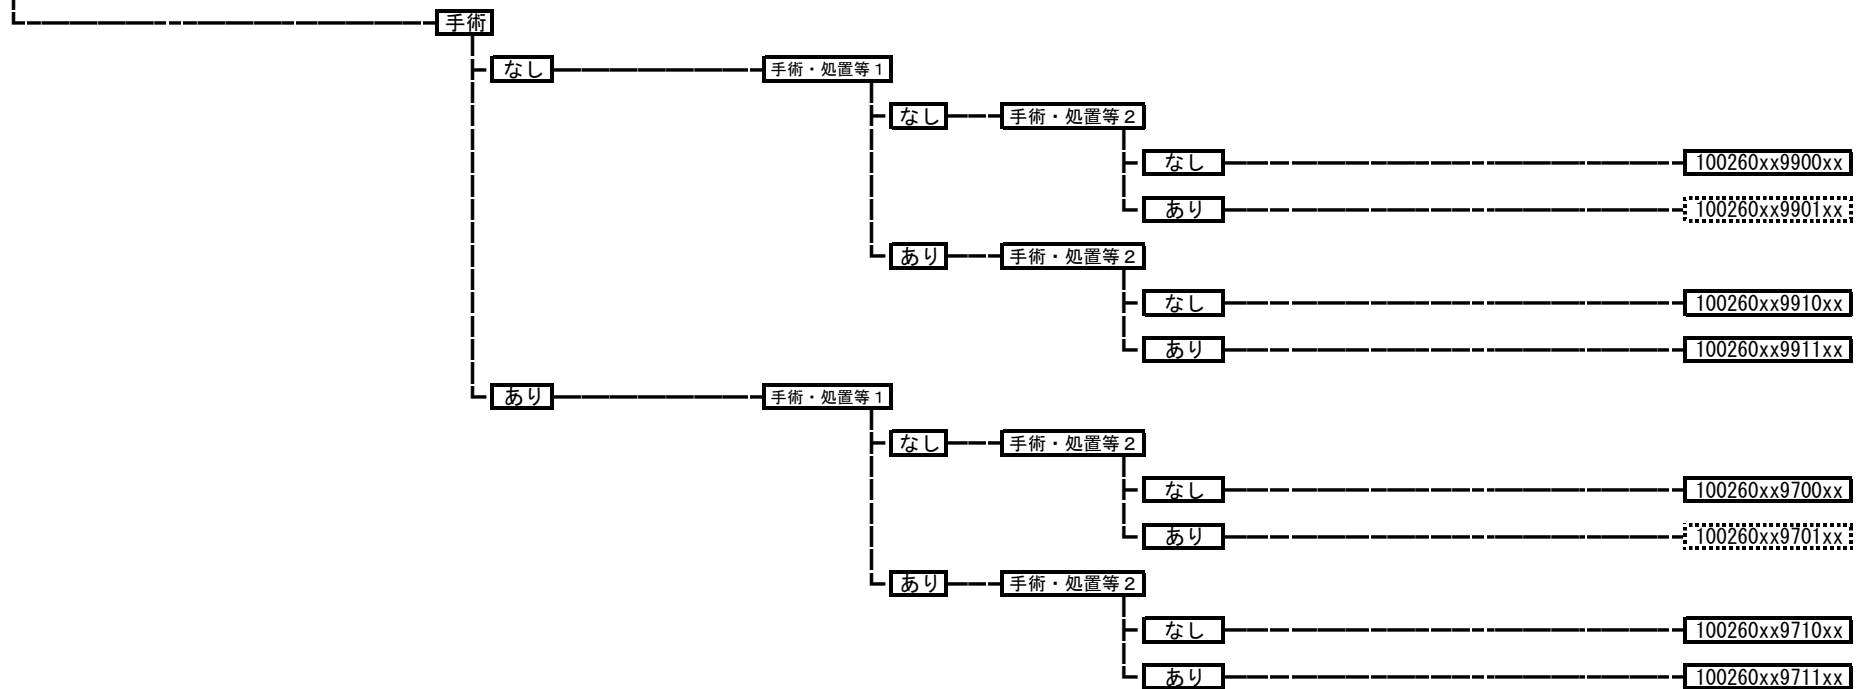 手術
なし 手術・処置等1
なし 手術・処置等2
なし 100260xx9900xx
あり 100260xx9901xx
あり 手術・処置等2
なし 100260xx9910xx
あり 100260xx9911xx
あり 手術・処置等1
なし 手術・処置等2
なし 100260xx9700xx
あり 100260xx9701xx
あり 手術・処置等2
なし 100260xx9710xx
あり 100260xx9711xx